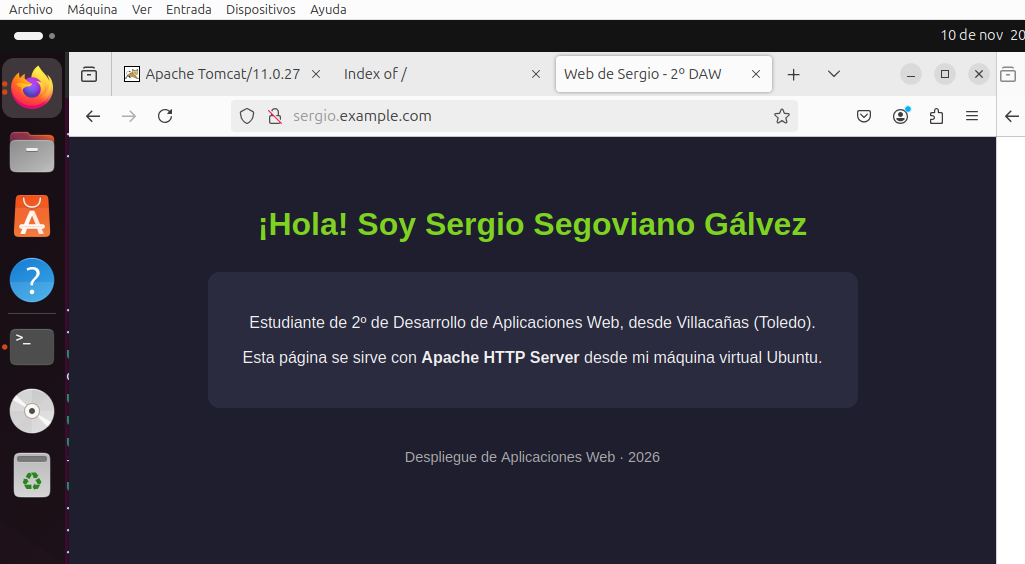 Archivo Máquina Ver Entrada Dispositivos Ayuda
10 de nov 20
Apache Tomcat/11.0.27
Index of /
Web de Sergio - 2º DAW
sergio.example.com
¡Hola! Soy Sergio Segoviano Gálvez
Estudiante de 2º de Desarrollo de Aplicaciones Web, desde Villacañas (Toledo).
Esta página se sirve con Apache HTTP Server desde mi máquina virtual Ubuntu.
Despliegue de Aplicaciones Web · 2026